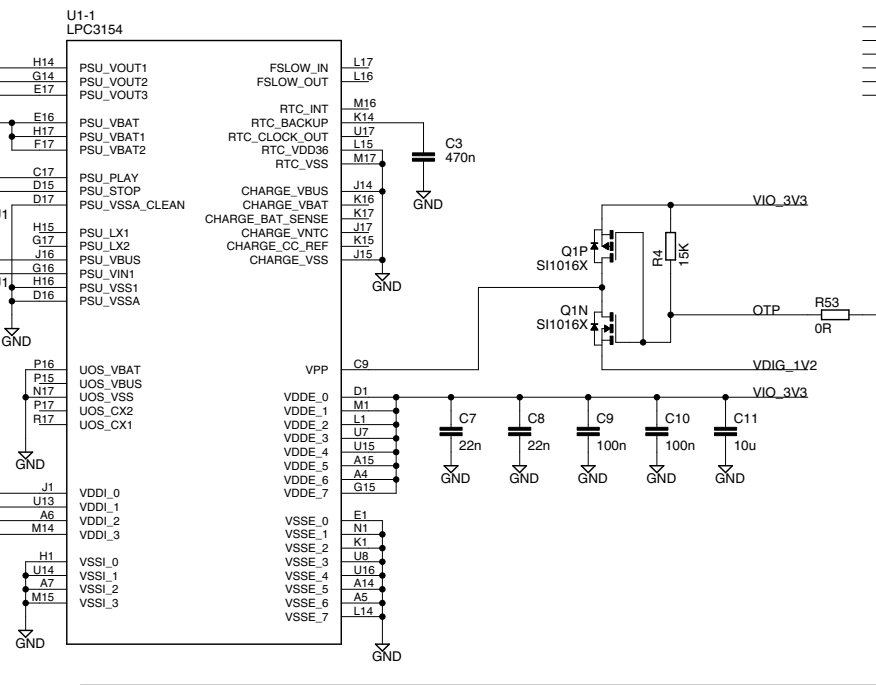 U1-1
LPC3154
H14 PSU_VOUT1 FSLOW_IN L17
G14 PSU_VOUT2 FSLOW_OUT L16
E17 PSU_VOUT3
RTC_INT M16
E16 PSU_VBAT RTC_BACKUP K14
H17 PSU_VBAT1 RTC_CLOCK_OUT U17
F17 PSU_VBAT2 RTC_VDD36 L15
RTC_VSS M17
C3
470n
C17 PSU_PLAY
D15 PSU_STOP CHARGE_VBUS J14
D17 PSU_VSSA_CLEAN CHARGE_VBAT K16
CHARGE_BAT_SENSE K17
GND
VIO_3V3
H15 PSU_LX1 CHARGE_VNTC J17
G17 PSU_LX2 CHARGE_CC_REF K15
J16 PSU_VBUS CHARGE_VSS J15
G16 PSU_VIN1
H16 PSU_VSS1
D16 PSU_VSSA
GND
GND
Q1P
SI1016X
R4
15K
Q1N
SI1016X
OTP
R53
0R
P16 UOS_VBAT VPP C9
P15 UOS_VBUS
N17 UOS_VSS
P17 UOS_CX2
R17 UOS_CX1
GND
VDIG_1V2
VIO_3V3
VDDE_0 D1
VDDE_1 M1
VDDE_2 L1
VDDE_3 U7
VDDE_4 U15
VDDE_5 A15
VDDE_6 A4
VDDE_7 G15
C7 C8 C9 C10 C11
22n 22n 100n 100n 10u
GND GND GND GND GND
J1 VDDI_0
U13 VDDI_1
A6 VDDI_2
M14 VDDI_3
VSSE_0 E1
VSSE_1 N1
VSSE_2 K1
VSSE_3 U8
VSSE_4 U16
VSSE_5 A14
VSSE_6 A5
VSSE_7 L14
H1 VSSI_0
U14 VSSI_1
A7 VSSI_2
M15 VSSI_3
GND
GND